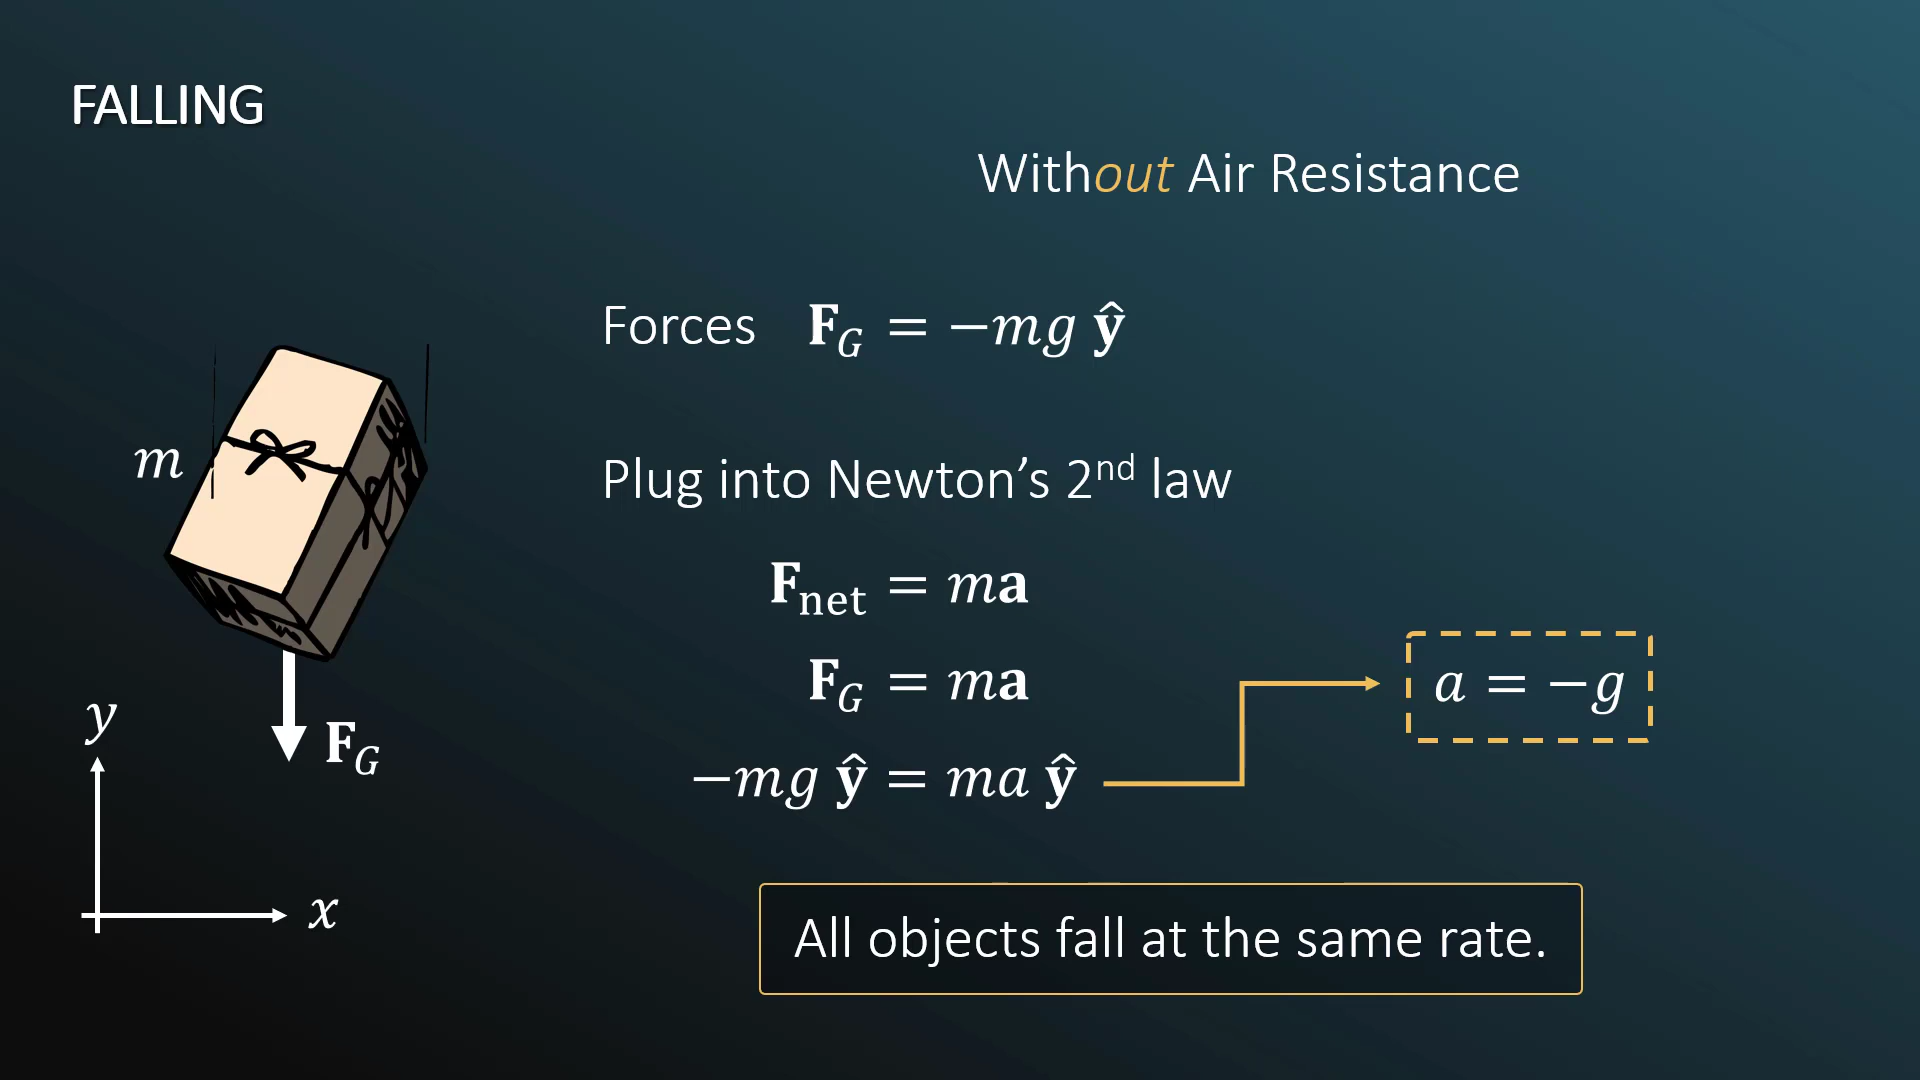 FALLING
Without Air Resistance
Forces F_G = −mg ŷ
m
Plug into Newton’s 2nd law
F_net = ma
F_G = ma
a = −g
y
F_G
−mg ŷ = ma ŷ
x
All objects fall at the same rate.